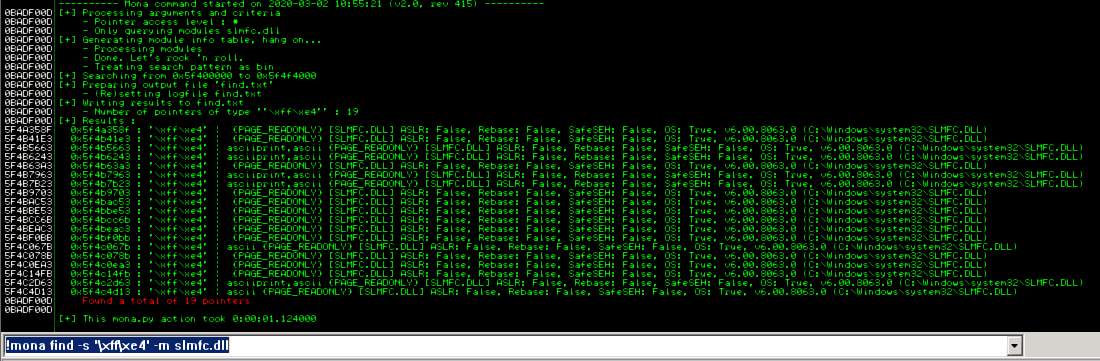 ---------- Mona command started on 2020-03-02 10:55:21 (v2.0, rev 415) ----------
0BADF00D [+] Processing arguments and criteria
0BADF00D - Pointer access level : *
0BADF00D - Only querying modules slmfc.dll
0BADF00D [+] Generating module info table, hang on...
0BADF00D - Processing modules
0BADF00D - Done. Let's rock 'n roll.
0BADF00D - Treating search pattern as bin
0BADF00D [+] Searching from 0x5f400000 to 0x5f4f4000
0BADF00D [+] Preparing output file 'find.txt'
0BADF00D - (Re)setting logfile find.txt
0BADF00D [+] Writing results to find.txt
0BADF00D - Number of pointers of type ''\xff\xe4'' : 19
0BADF00D [+] Results :
5F4A358F 0x5f4a358f : '\xff\xe4' | {PAGE_READONLY} [SLMFC.DLL] ASLR: False, Rebase: False, SafeSEH: False, OS: True, v6.00.8063.0 (C:\Windows\system32\SLMFC.DLL)
5F4B41E3 0x5f4b41e3 : '\xff\xe4' | {PAGE_READONLY} [SLMFC.DLL] ASLR: False, Rebase: False, SafeSEH: False, OS: True, v6.00.8063.0 (C:\Windows\system32\SLMFC.DLL)
5F4B5663 0x5f4b5663 : '\xff\xe4' | asciiprint,ascii {PAGE_READONLY} [SLMFC.DLL] ASLR: False, Rebase: False, SafeSEH: False, OS: True, v6.00.8063.0 (C:\Windows\system32\SLMFC.DLL)
5F4B6243 0x5f4b6243 : '\xff\xe4' | asciiprint,ascii {PAGE_READONLY} [SLMFC.DLL] ASLR: False, Rebase: False, SafeSEH: False, OS: True, v6.00.8063.0 (C:\Windows\system32\SLMFC.DLL)
5F4B63A3 0x5f4b63a3 : '\xff\xe4' | {PAGE_READONLY} [SLMFC.DLL] ASLR: False, Rebase: False, SafeSEH: False, OS: True, v6.00.8063.0 (C:\Windows\system32\SLMFC.DLL)
5F4B7963 0x5f4b7963 : '\xff\xe4' | asciiprint,ascii {PAGE_READONLY} [SLMFC.DLL] ASLR: False, Rebase: False, SafeSEH: False, OS: True, v6.00.8063.0 (C:\Windows\system32\SLMFC.DLL)
5F4B7B23 0x5f4b7b23 : '\xff\xe4' | asciiprint,ascii {PAGE_READONLY} [SLMFC.DLL] ASLR: False, Rebase: False, SafeSEH: False, OS: True, v6.00.8063.0 (C:\Windows\system32\SLMFC.DLL)
5F4B9703 0x5f4b9703 : '\xff\xe4' | {PAGE_READONLY} [SLMFC.DLL] ASLR: False, Rebase: False, SafeSEH: False, OS: True, v6.00.8063.0 (C:\Windows\system32\SLMFC.DLL)
5F4BAC53 0x5f4bac53 : '\xff\xe4' | {PAGE_READONLY} [SLMFC.DLL] ASLR: False, Rebase: False, SafeSEH: False, OS: True, v6.00.8063.0 (C:\Windows\system32\SLMFC.DLL)
5F4BBE53 0x5f4bbe53 : '\xff\xe4' | {PAGE_READONLY} [SLMFC.DLL] ASLR: False, Rebase: False, SafeSEH: False, OS: True, v6.00.8063.0 (C:\Windows\system32\SLMFC.DLL)
5F4BCC6B 0x5f4bcc6b : '\xff\xe4' | {PAGE_READONLY} [SLMFC.DLL] ASLR: False, Rebase: False, SafeSEH: False, OS: True, v6.00.8063.0 (C:\Windows\system32\SLMFC.DLL)
5F4BEAC3 0x5f4beac3 : '\xff\xe4' | {PAGE_READONLY} [SLMFC.DLL] ASLR: False, Rebase: False, SafeSEH: False, OS: True, v6.00.8063.0 (C:\Windows\system32\SLMFC.DLL)
5F4BF0BB 0x5f4bf0bb : '\xff\xe4' | {PAGE_READONLY} [SLMFC.DLL] ASLR: False, Rebase: False, SafeSEH: False, OS: True, v6.00.8063.0 (C:\Windows\system32\SLMFC.DLL)
5F4C067B 0x5f4c067b : '\xff\xe4' | ascii {PAGE_READONLY} [SLMFC.DLL] ASLR: False, Rebase: False, SafeSEH: False, OS: True, v6.00.8063.0 (C:\Windows\system32\SLMFC.DLL)
5F4C078B 0x5f4c078b : '\xff\xe4' | {PAGE_READONLY} [SLMFC.DLL] ASLR: False, Rebase: False, SafeSEH: False, OS: True, v6.00.8063.0 (C:\Windows\system32\SLMFC.DLL)
5F4C0EA3 0x5f4c0ea3 : '\xff\xe4' | {PAGE_READONLY} [SLMFC.DLL] ASLR: False, Rebase: False, SafeSEH: False, OS: True, v6.00.8063.0 (C:\Windows\system32\SLMFC.DLL)
5F4C14FB 0x5f4c14fb : '\xff\xe4' | {PAGE_READONLY} [SLMFC.DLL] ASLR: False, Rebase: False, SafeSEH: False, OS: True, v6.00.8063.0 (C:\Windows\system32\SLMFC.DLL)
5F4C2D63 0x5f4c2d63 : '\xff\xe4' | asciiprint,ascii {PAGE_READONLY} [SLMFC.DLL] ASLR: False, Rebase: False, SafeSEH: False, OS: True, v6.00.8063.0 (C:\Windows\system32\SLMFC.DLL)
5F4C4D13 0x5f4c4d13 : '\xff\xe4' | ascii {PAGE_READONLY} [SLMFC.DLL] ASLR: False, Rebase: False, SafeSEH: False, OS: True, v6.00.8063.0 (C:\Windows\system32\SLMFC.DLL)
0BADF00D Found a total of 19 pointers
0BADF00D
0BADF00D [+] This mona.py action took 0:00:01.124000
!mona find -s '\xff\xe4' -m slmfc.dll